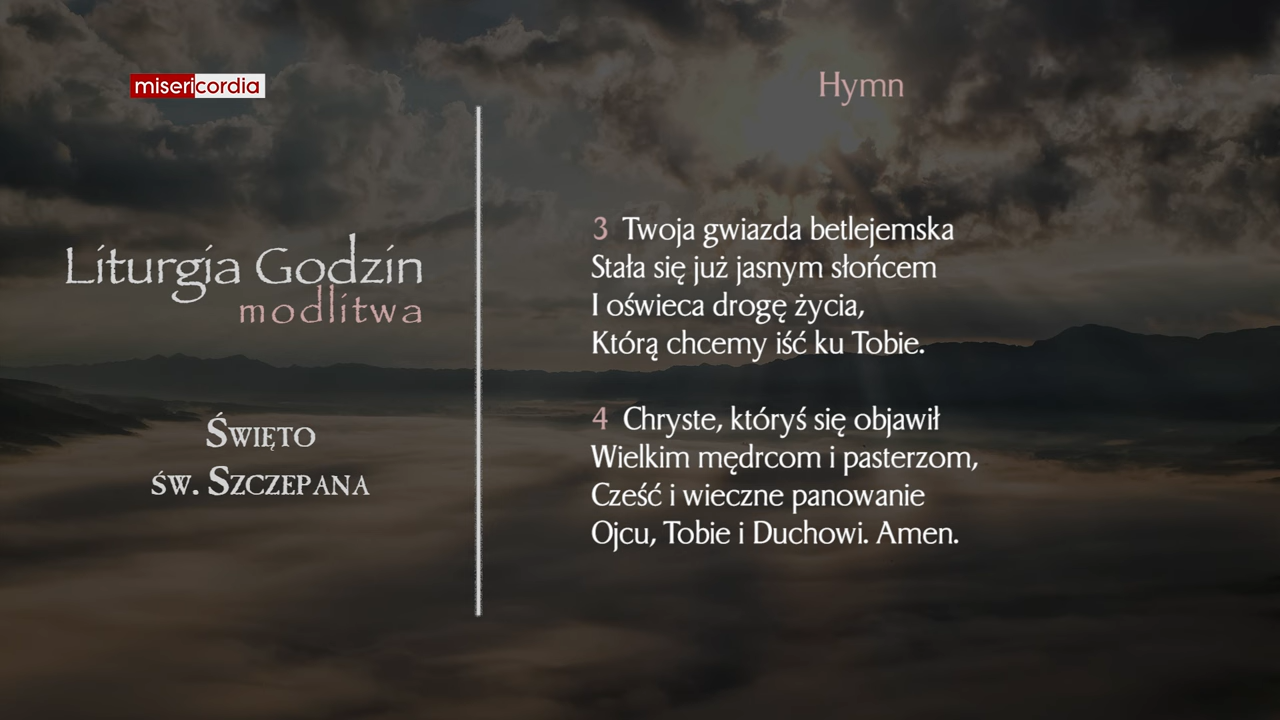 misericordia
Liturgia Godzin
modlitwa
Święto
św. Szczepana
Hymn
3 Twoja gwiazda betlejemska
Stała się już jasnym słońcem
I oświeca drogę życia,
Którą chcemy iść ku Tobie.
4 Chryste, któryś się objawił
Wielkim mędrcom i pasterzom,
Cześć i wieczne panowanie
Ojcu, Tobie i Duchowi. Amen.